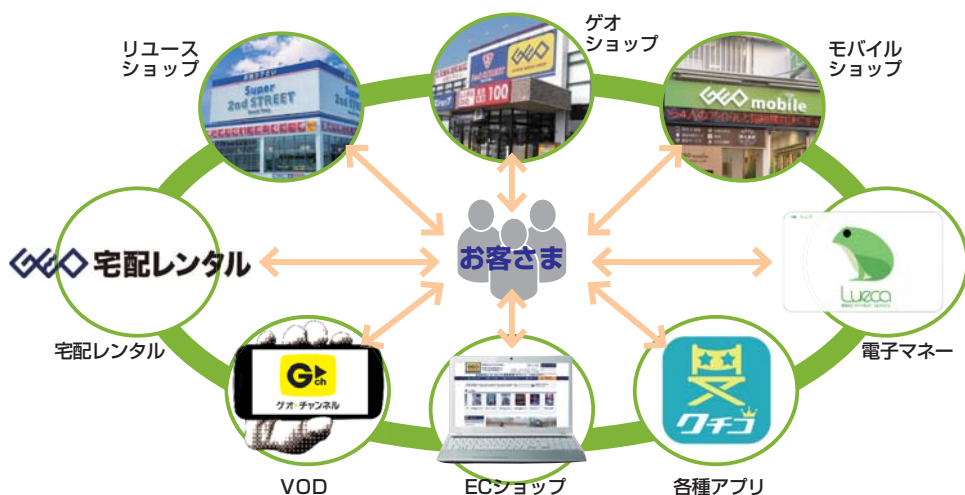 リユース
ショップ
ゲオ
ショップ
モバイル
ショップ
Super
2nd STREET
2nd STREET
GEO
100
GEO mobile
お客さま
GEO 宅配レンタル
Lueca
宅配レンタル
電子マネー
G ch
ゲオ チャンネル
クチコ
VOD
ECショップ
各種アプリ